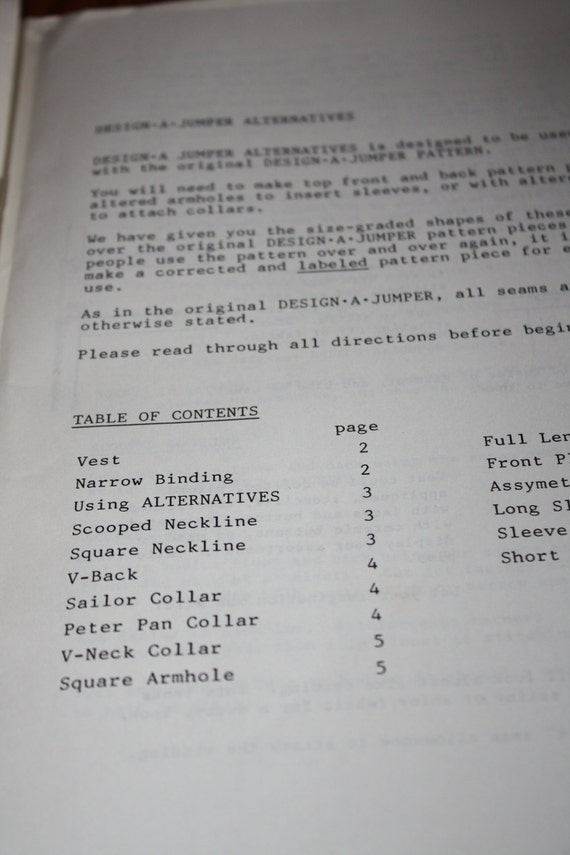 DESIGN•A•JUMPER ALTERNATIVES
DESIGN•A JUMPER ALTERNATIVES is designed to be used
with the original DESIGN•A•JUMPER PATTERN.
You will need to make top front and back pattern
altered armholes to insert sleeves, or with
to attach collars.
We have given you the size-graded shapes of these
over the original DESIGN•A•JUMPER pattern pieces
people use the pattern over and over again, it
make a corrected and labeled pattern piece for
use.
As in the original DESIGN•A•JUMPER, all seams
otherwise stated.
Please read through all directions before
TABLE OF CONTENTS
page
Vest 2
Narrow Binding 2
Using ALTERNATIVES 3
Scooped Neckline 3
Square Neckline 3
V-Back 4
Sailor Collar 4
Peter Pan Collar 4
V-Neck Collar 5
Square Armhole 5
Full Len
Front P
Assymet
Long Sl
Sleeve
Short